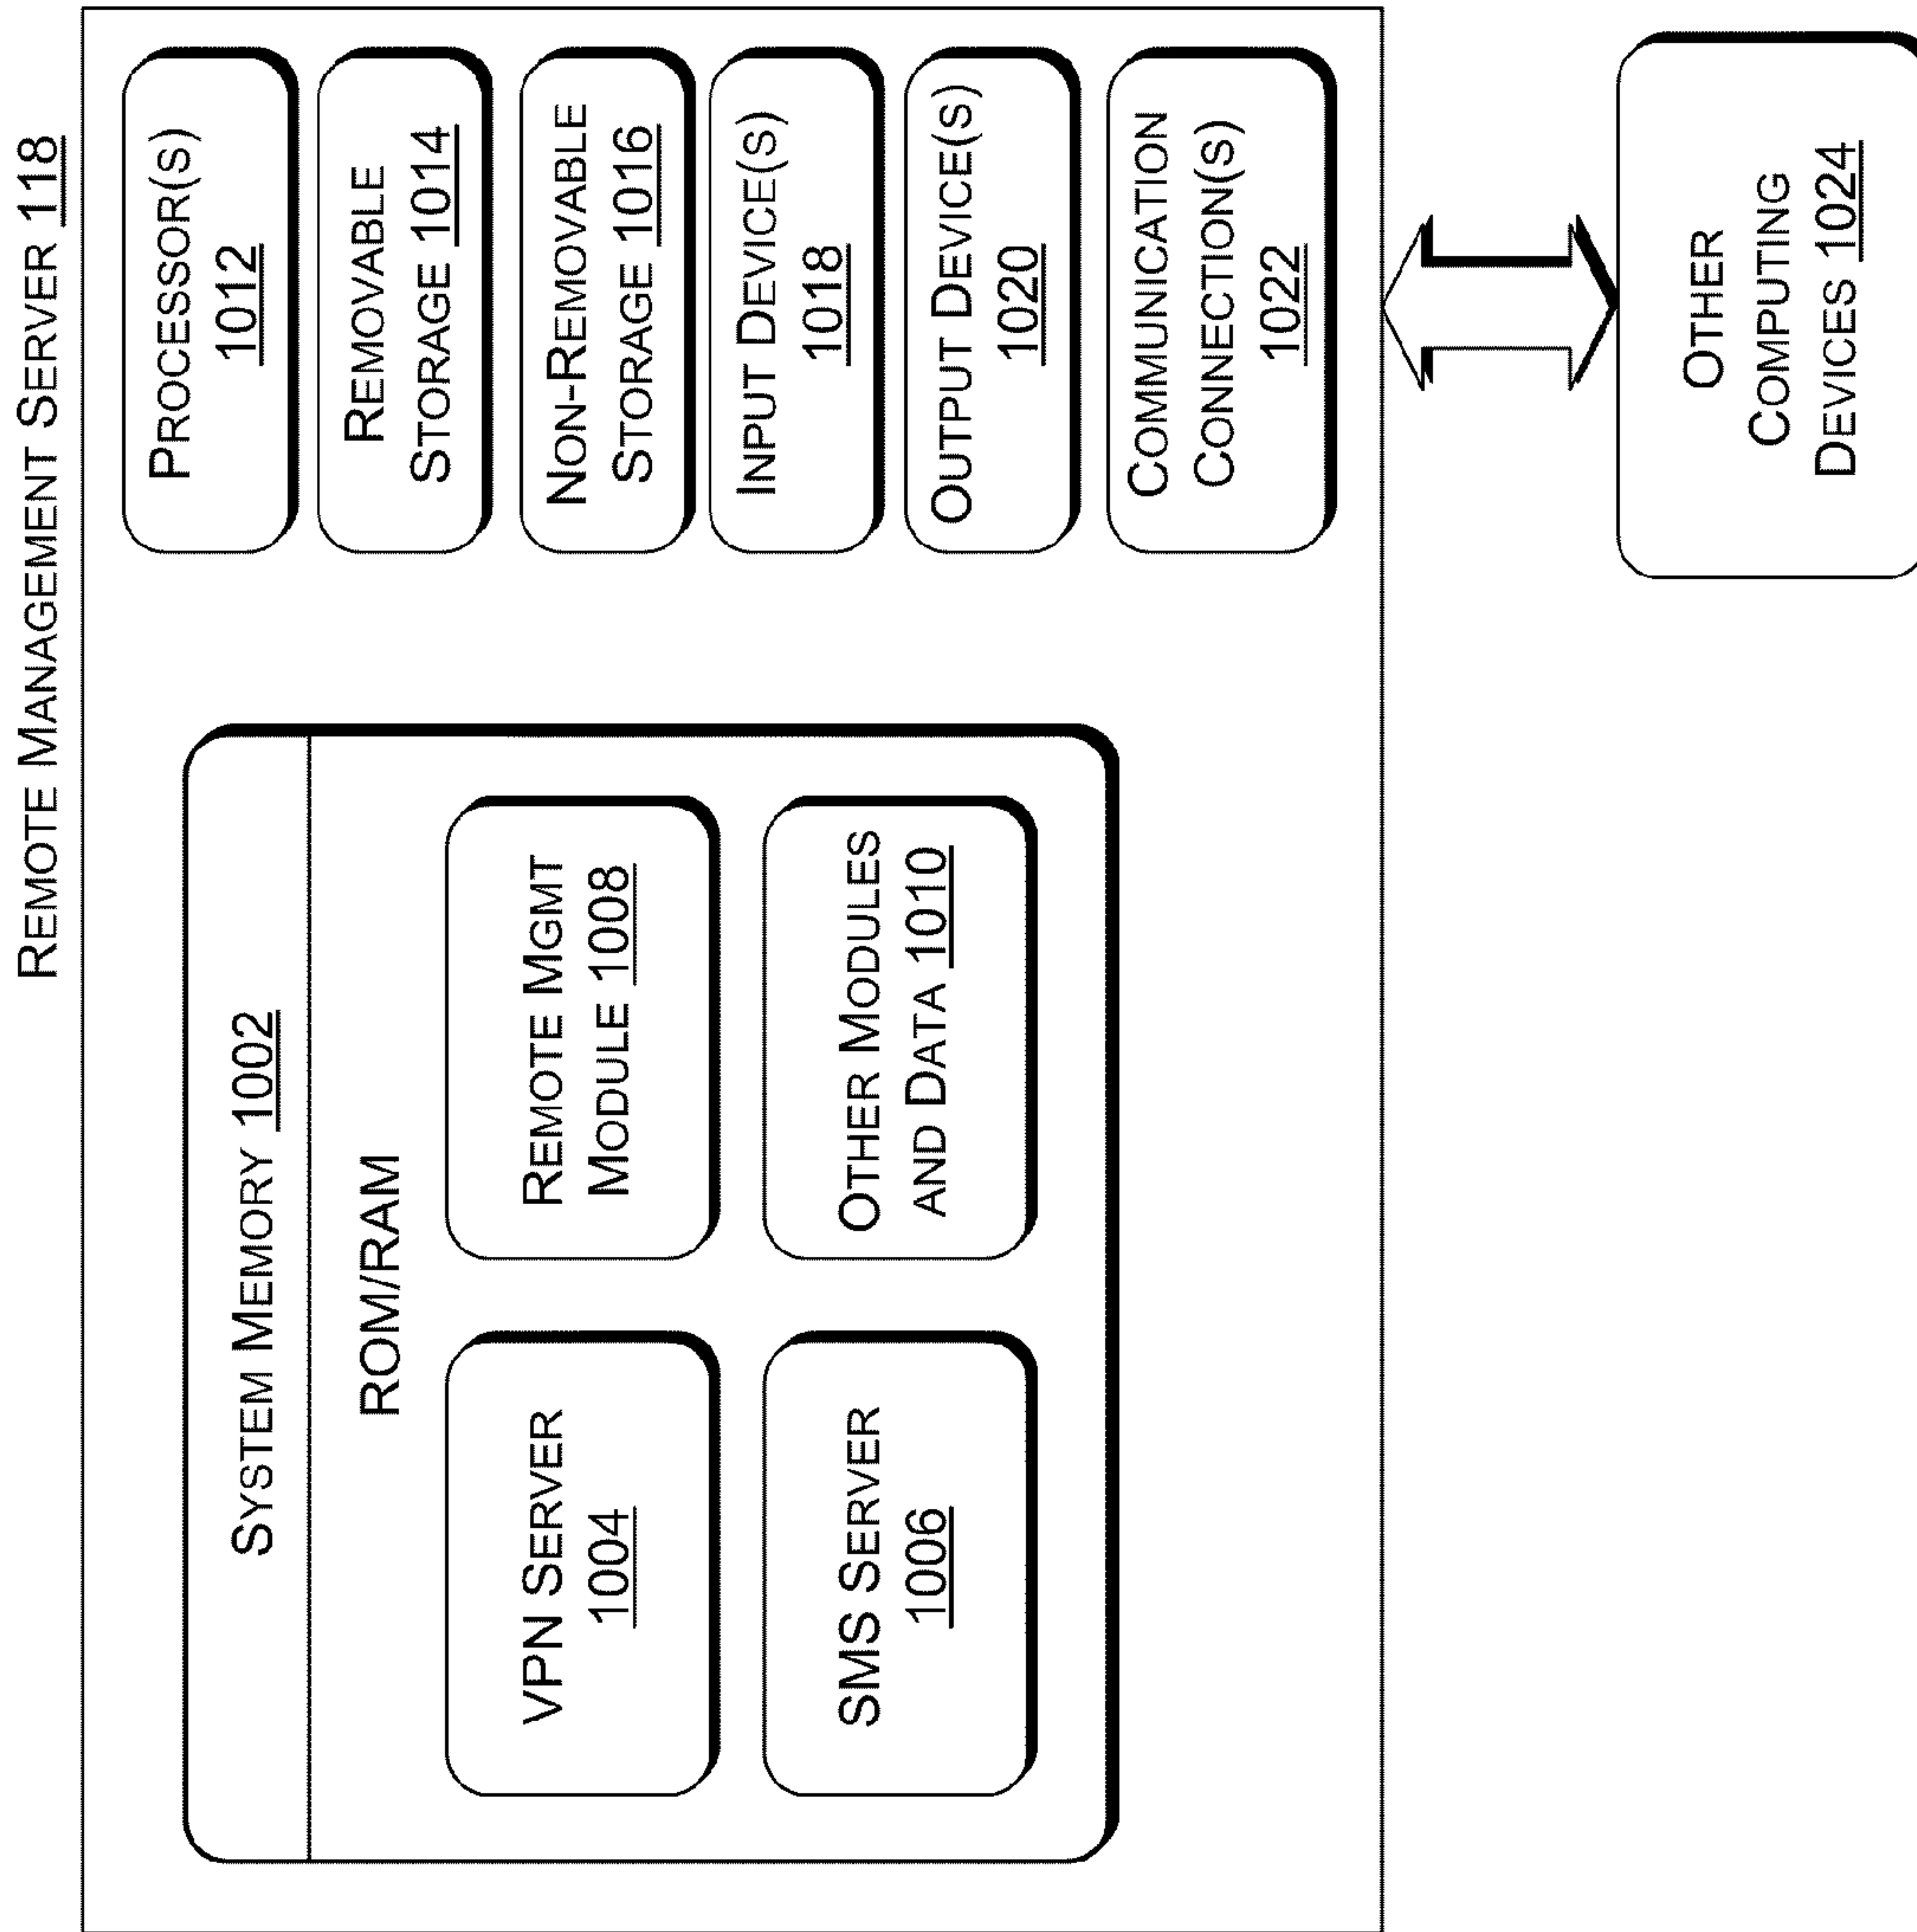 REMOTE MANAGEMENT SERVER 118
SYSTEM MEMORY 1002
ROM/RAM
VPN SERVER
1004
REMOTE MGMT
MODULE 1008
SMS SERVER
1006
OTHER MODULES
AND DATA 1010
PROCESSOR(S)
1012
REMOVABLE
STORAGE 1014
NON-REMOVABLE
STORAGE 1016
INPUT DEVICE(S)
1018
OUTPUT DEVICE(S)
1020
COMMUNICATION
CONNECTION(S)
1022
OTHER
COMPUTING
DEVICES 1024